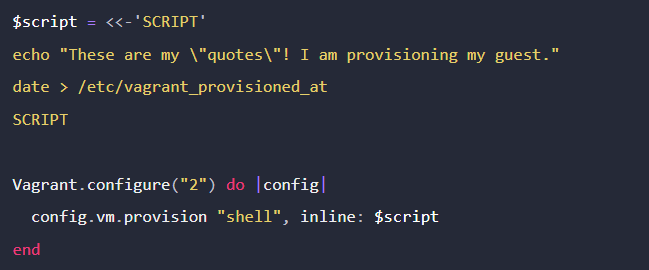 $script = <<-'SCRIPT'
echo "These are my \"quotes\"! I am provisioning my guest."
date > /etc/vagrant_provisioned_at
SCRIPT

Vagrant.configure("2") do |config|
  config.vm.provision "shell", inline: $script
end